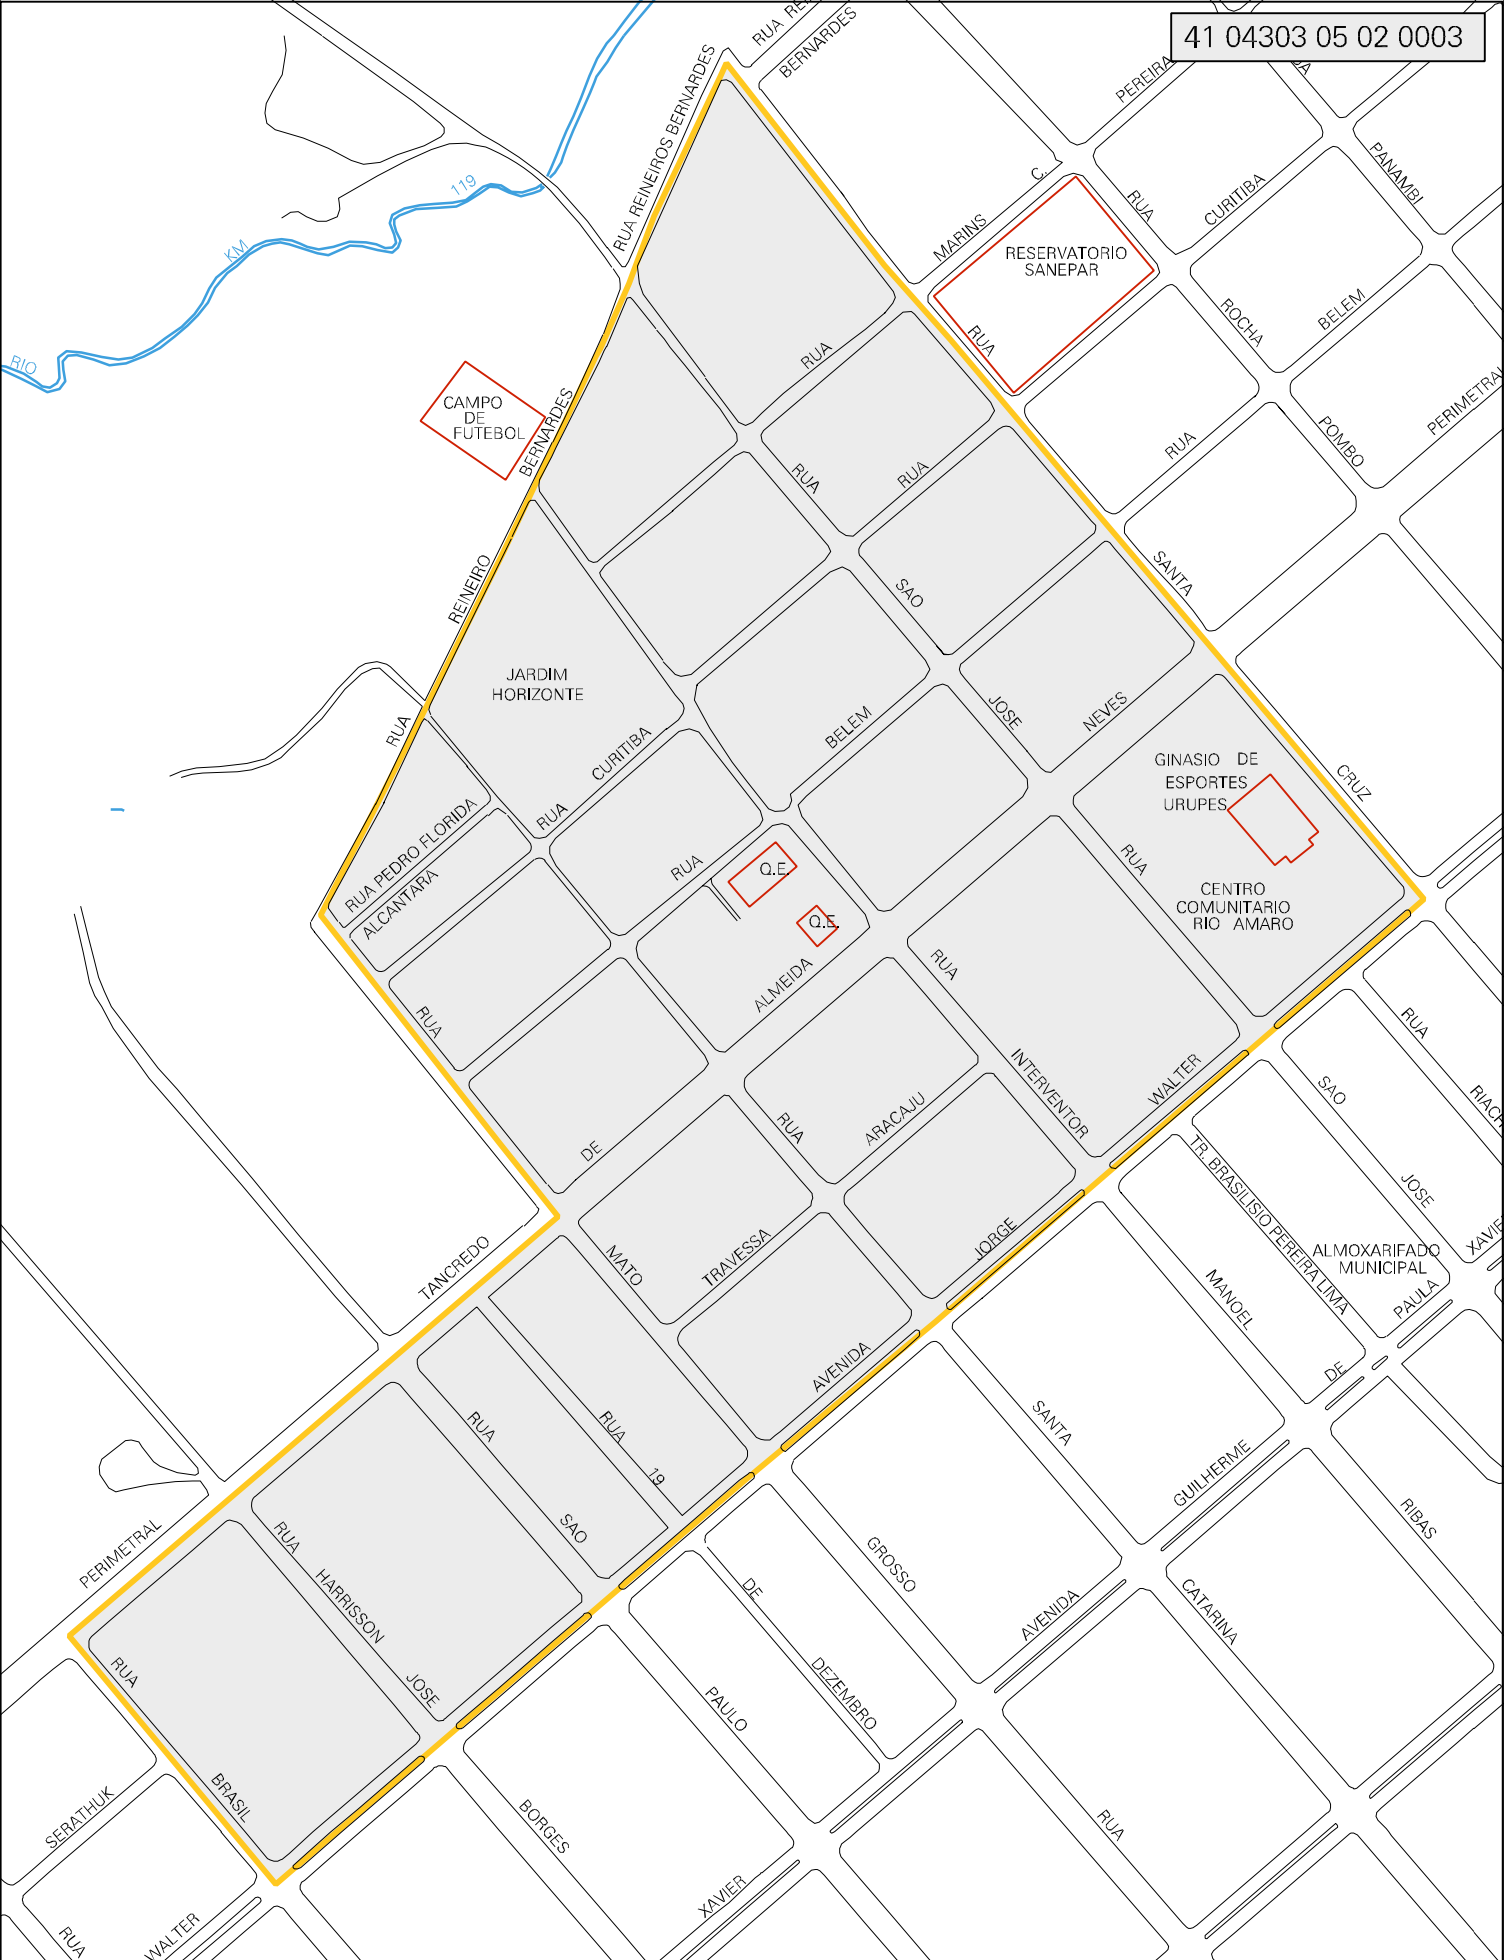 41 04303 05 02 0003
RUA
BERNARDES
RUA REINEIROS BERNARDES
PEREIRA
PANAMBI
C.
MARINS
RUA
CURITIBA
119
KM
RIO
RESERVATORIO
SANEPAR
RUA
ROCHA
BELEM
PERIMETRAL
POMBO
RUA
CAMPO
DE
FUTEBOL
BERNARDES
REINEIRO
RUA
RUA
RUA
RUA
SAO
SANTA
JARDIM
HORIZONTE
JOSE
NEVES
BELEM
CURITIBA
RUA
GINASIO DE
ESPORTES
URUPES
CRUZ
RUA PEDRO FLORIDA
ALCANTARA
RUA
Q.E.
Q.E.
RUA
CENTRO
COMUNITARIO
RIO AMARO
ALMEIDA
RUA
RUA
RUA
INTERVENTOR
WALTER
SAO
RIACH
DE
RUA
ARACAJU
TR. BRASILISIO PEREIRA LIMA
JOSE
XAVIE
ALMOXARIFADO
MUNICIPAL
PAULA
TANCREDO
MATO
TRAVESSA
JORGE
MANOEL
DE
AVENIDA
RUA
RUA
19
SANTA
GUILHERME
RIBAS
SAO
PERIMETRAL
RUA
HARRISSON
JOSE
GROSSO
DE
AVENIDA
CATARINA
RUA
DEZEMBRO
PAULO
BRASIL
SERATHUK
BORGES
RUA
XAVIER
RUA
WALTER